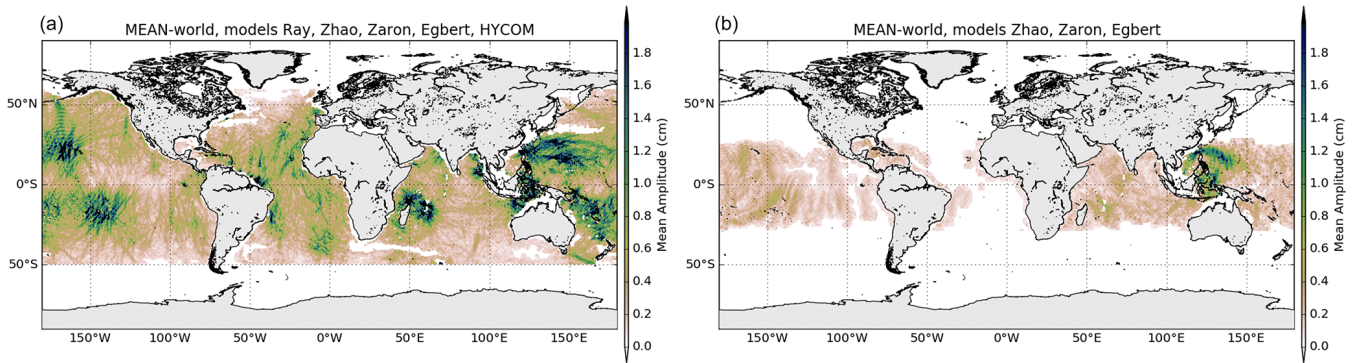 (a)
MEAN-world, models Ray, Zhao, Zaron, Egbert, HYCOM
50°N
0°S
50°S
150°W 100°W 50°W 0°W 50°E 100°E 150°E
1.8
1.6
1.4
1.2
1.0
0.8
0.6
0.4
0.2
0.0
Mean Amplitude (cm)
(b)
MEAN-world, models Zhao, Zaron, Egbert
50°N
0°S
50°S
150°W 100°W 50°W 0°W 50°E 100°E 150°E
1.8
1.6
1.4
1.2
1.0
0.8
0.6
0.4
0.2
0.0
Mean Amplitude (cm)